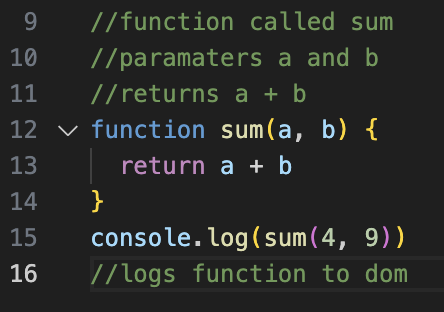 9 //function called sum
10 //paramaters a and b
11 //returns a + b
12 function sum(a, b) {
13 return a + b
14 }
15 console.log(sum(4, 9))
16 //logs function to dom